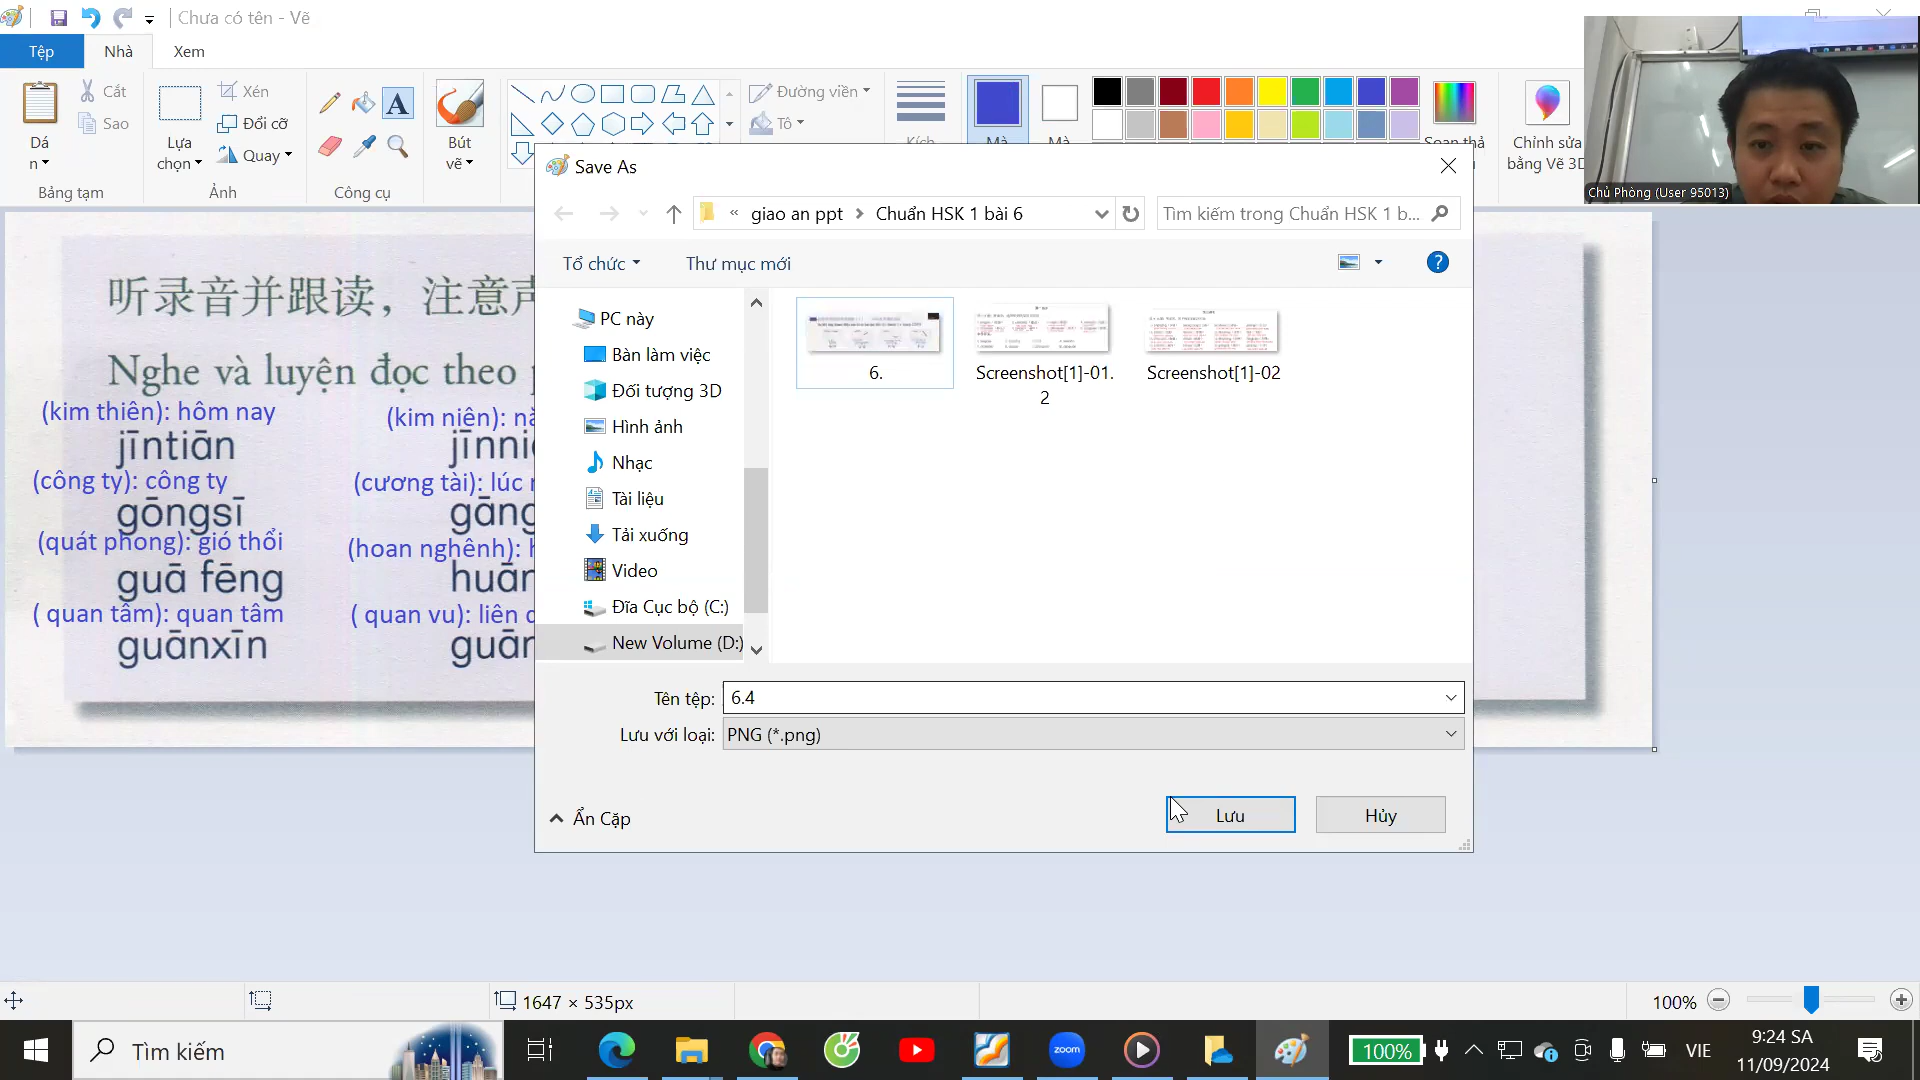 Chưa có tên - Vẽ
Tệp
Nhà
Xem
Dá
n
Cắt
Sao
Bảng tạm
Lựa
chọn
Xén
Đổi cỡ
Quay
Ảnh
A
Công cụ
Bút
vẽ
Đường viền
Tô
Chỉnh sửa
bằng Vẽ 3D
Chủ Phòng (User 95013)
听录音并跟读，注意
Nghe và luyện đọc theo
(kim thiên): hôm nay
(kim niên):
jīntiān
(công ty): công ty
(cương tài): lúc
gōngsī
gāng
(quát phong): gió thổi
(hoan nghênh):
guā fēng
( quan tâm): quan tâm
( quan vu): liên
guānxīn
Save As
« giao an ppt > Chuẩn HSK 1 bài 6
Tìm kiếm trong Chuẩn HSK 1 b...
Tổ chức
Thư mục mới
?
PC này
Bàn làm việc
Đối tượng 3D
Hình ảnh
Nhạc
Tài liệu
Tải xuống
Video
Đĩa Cục bộ (C:)
New Volume (D:)
6.
Screenshot[1]-01.
2
Screenshot[1]-02
Tên tệp: 6.4
Lưu với loại: PNG (*.png)
Ẩn Cặp
Lưu
Hủy
1647 × 535px
100%
Tìm kiếm
zoom
100%
VIE
9:24 SA
11/09/2024